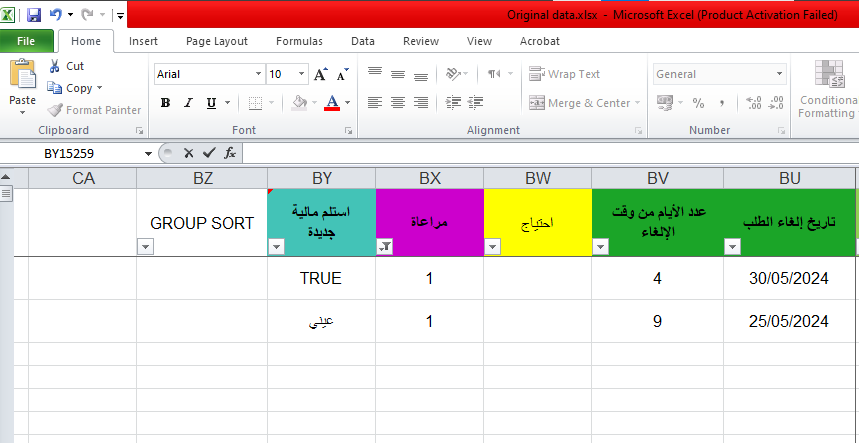 Original data.xlsx - Microsoft Excel (Product Activation Failed)
File Home Insert Page Layout Formulas Data Review View Acrobat
Paste
Cut
Copy
Format Painter
Clipboard
Arial 10
B I U A
Font
Wrap Text
Merge & Center
Alignment
General
% ,
Number
Conditional
Formatting
BY15259 fx
CA BZ BY BX BW BV BU
GROUP SORT
استلم مالية
جديدة
مراعاة
احتياج
عدد الأيام من وقت
الإلغاء
تاريخ إلغاء الطلب
TRUE 1 4 30/05/2024
عيني 1 9 25/05/2024